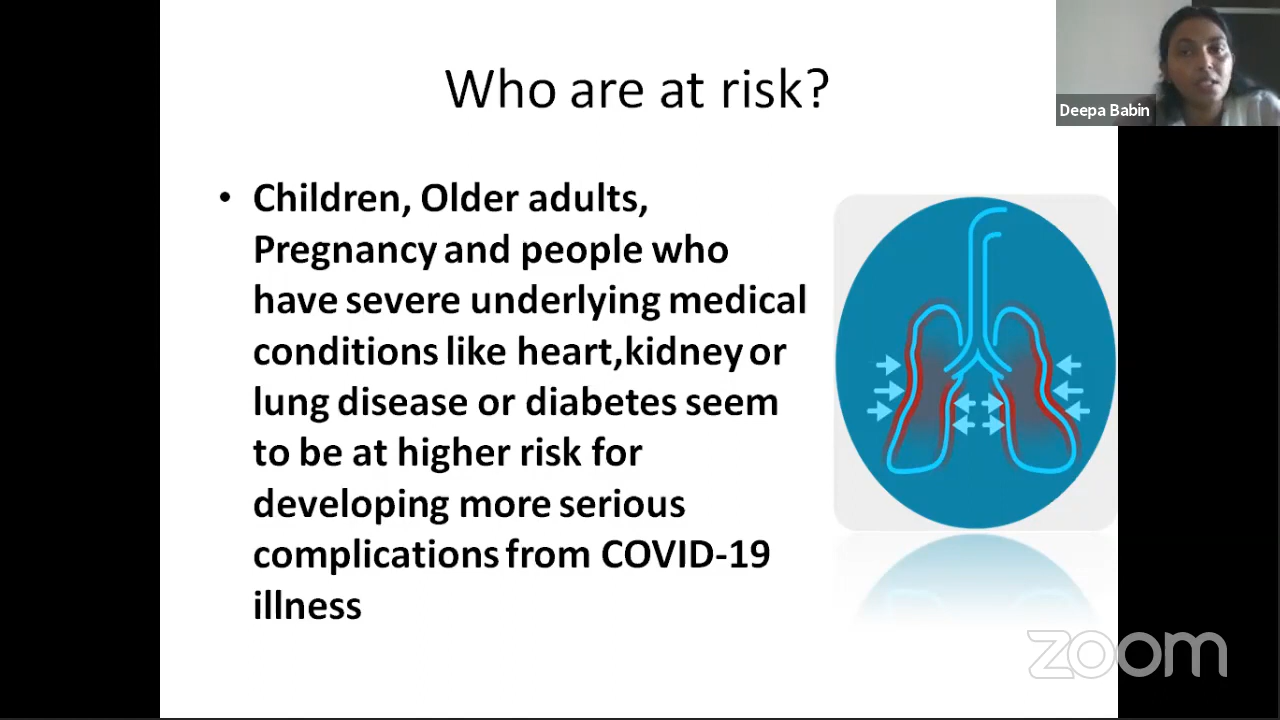 Who are at risk?
Deepa Babin
• Children, Older adults,
Pregnancy and people who
have severe underlying medical
conditions like heart,kidney or
lung disease or diabetes seem
to be at higher risk for
developing more serious
complications from COVID-19
illness
zoom